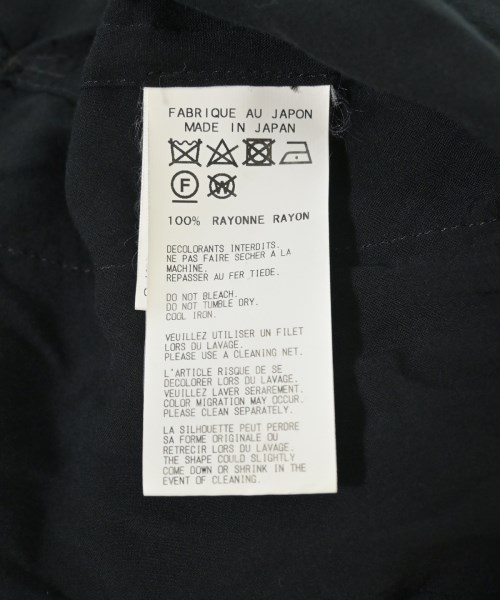 FABRIQUE AU JAPON
MADE IN JAPAN
F W
100% RAYONNE RAYON
DECOLORANTS INTERDITS.
NE PAS FAIRE SECHER A LA
MACHINE.
REPASSER AU FER TIEDE.
DO NOT BLEACH.
DO NOT TUMBLE DRY.
COOL IRON.
VEUILLEZ UTILISER UN FILET
LORS DU LAVAGE.
PLEASE USE A CLEANING NET.
L'ARTICLE RISQUE DE SE
DECOLORER LORS DU LAVAGE.
VEUILLEZ LAVER SERAREMENT.
COLOR MIGRATION MAY OCCUR.
PLEASE CLEAN SEPARATELY.
LA SILHOUETTE PEUT PERDRE
SA FORME ORIGINALE OU
RETRECIR LORS DU LAVAGE.
THE SHAPE COULD SLIGHTLY
COME DOWN OR SHRINK IN THE
EVENT OF CLEANING.